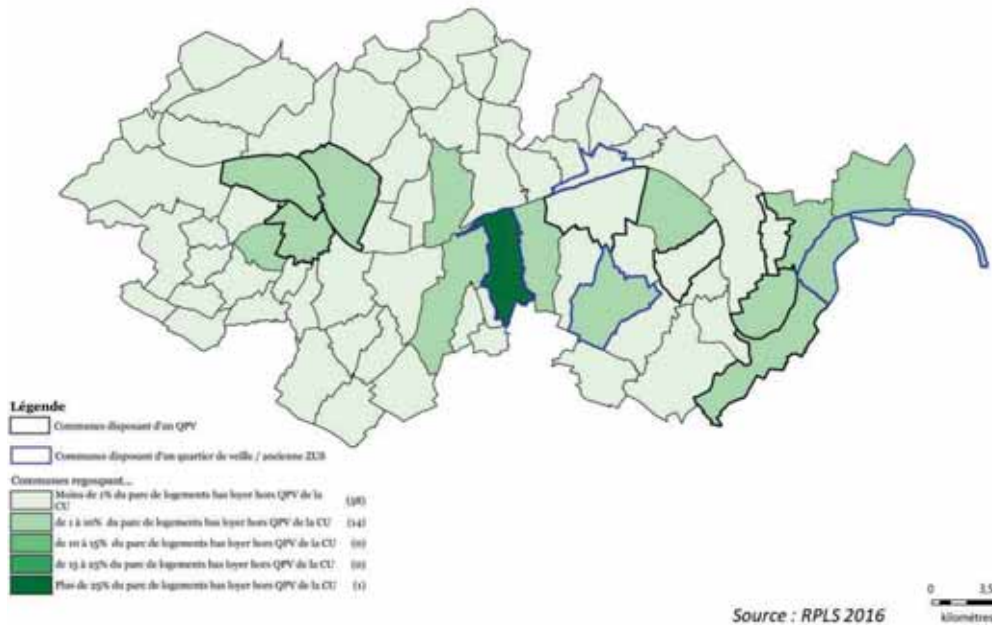 Légende
Communes disposant d'un QPV
Communes disposant d'un quartier de veille / ancienne ZUS
Communes regroupant...
Moins de 1% du parc de logements bas loyer hors QPV de la CU (58)
de 1 à 10% du parc de logements bas loyer hors QPV de la CU (14)
de 10 à 15% du parc de logements bas loyer hors QPV de la CU (0)
de 15 à 25% du parc de logements bas loyer hors QPV de la CU (0)
Plus de 25% du parc de logements bas loyer hors QPV de la CU (1)
0 3,5
kilomètres
Source : RPLS 2016